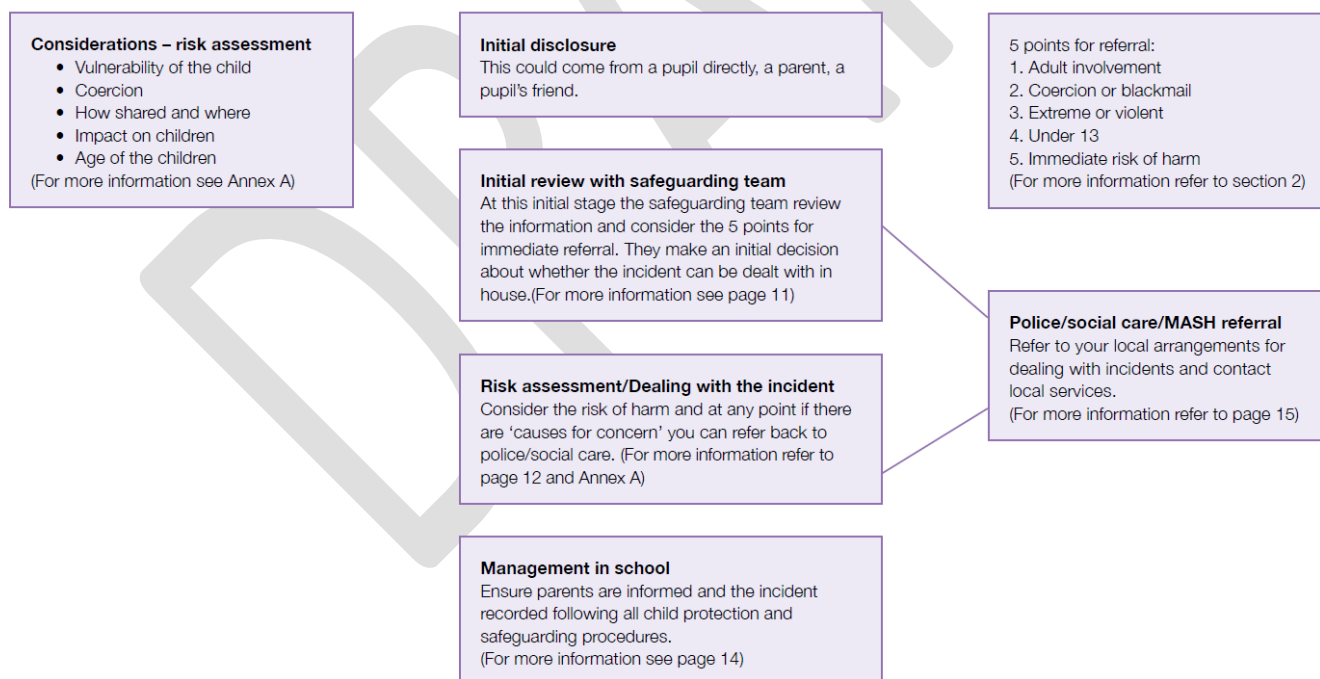 Considerations – risk assessment
• Vulnerability of the child
• Coercion
• How shared and where
• Impact on children
• Age of the children
(For more information see Annex A)
Initial disclosure
This could come from a pupil directly, a parent, a
pupil's friend.
5 points for referral:
1. Adult involvement
2. Coercion or blackmail
3. Extreme or violent
4. Under 13
5. Immediate risk of harm
(For more information refer to section 2)
Initial review with safeguarding team
At this initial stage the safeguarding team review
the information and consider the 5 points for
immediate referral. They make an initial decision
about whether the incident can be dealt with in
house.(For more information see page 11)
Police/social care/MASH referral
Refer to your local arrangements for
dealing with incidents and contact
local services.
(For more information refer to page 15)
Risk assessment/Dealing with the incident
Consider the risk of harm and at any point if there
are ‘causes for concern’ you can refer back to
police/social care. (For more information refer to
page 12 and Annex A)
Management in school
Ensure parents are informed and the incident
recorded following all child protection and
safeguarding procedures.
(For more information see page 14)